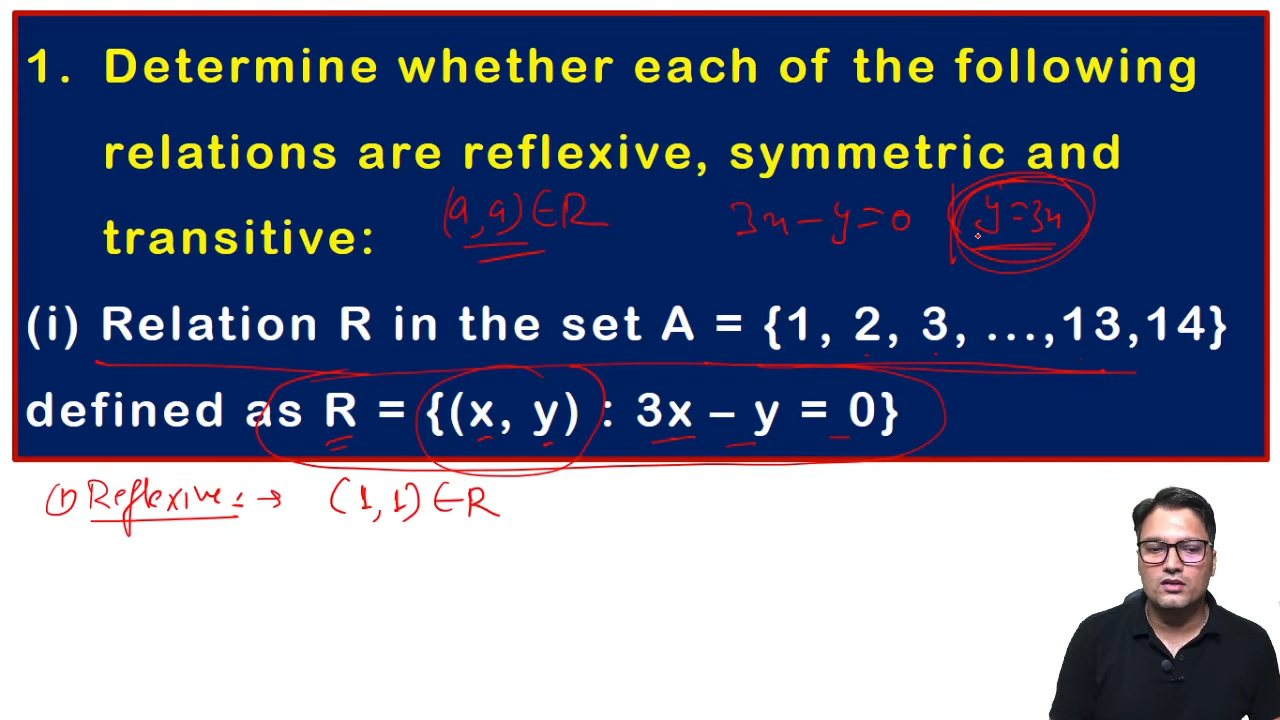 1. Determine whether each of the following
relations are reflexive, symmetric and
(a, a) ∈ R 3x - y = 0 y = 3x
transitive:
(i) Relation R in the set A = {1, 2, 3, ...,13,14}
defined as R = {(x, y) : 3x – y = 0}
(1) Reflexive: → (1, 1) ∈ R